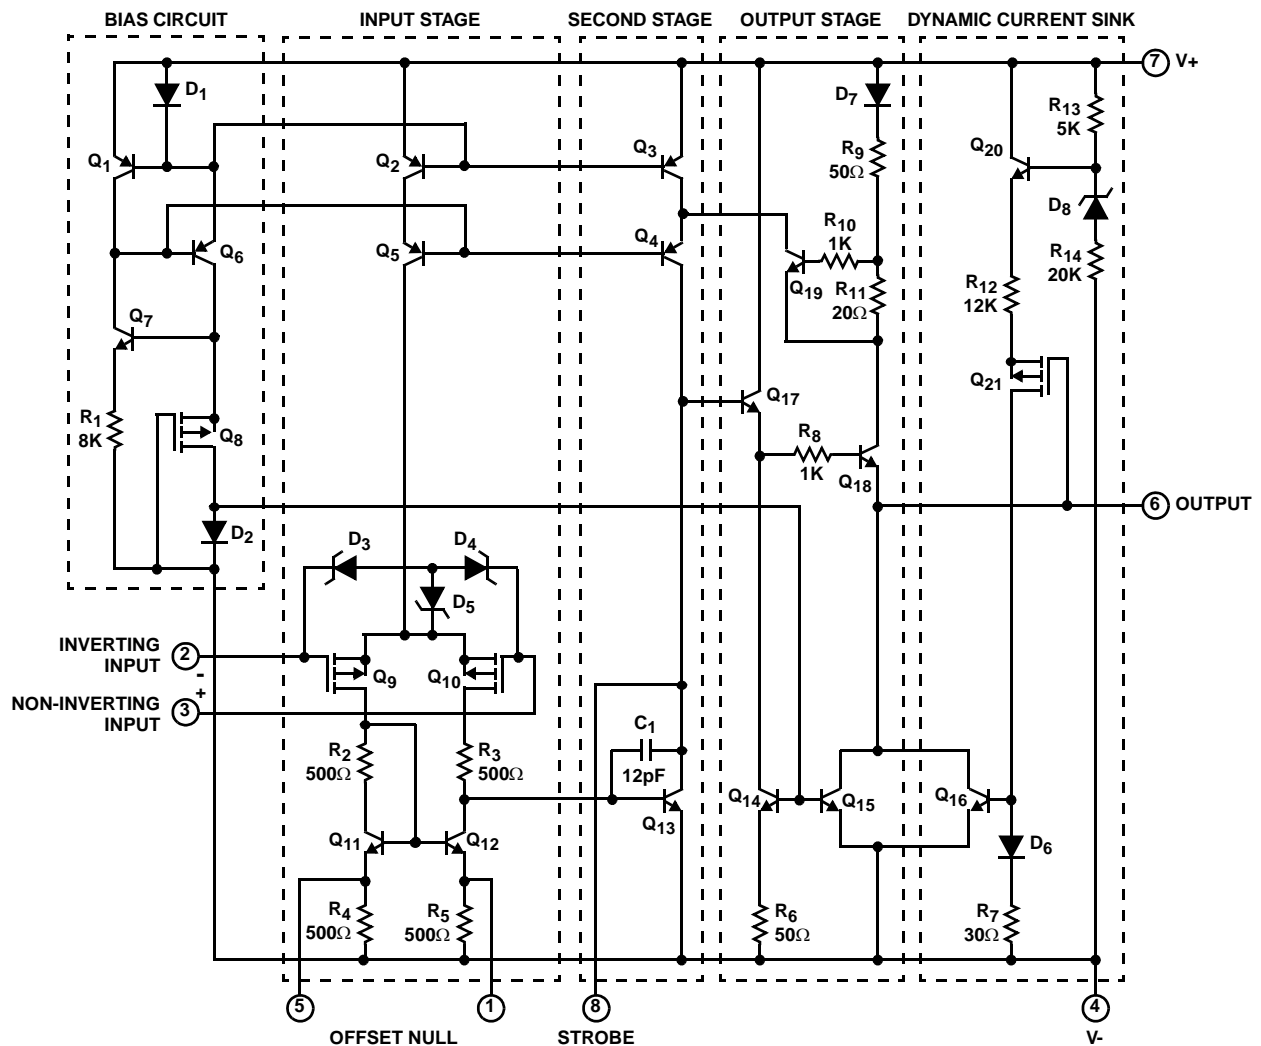 BIAS CIRCUIT
INPUT STAGE
SECOND STAGE
OUTPUT STAGE
DYNAMIC CURRENT SINK
7 V+
D1
D7
R13
5K
Q1
Q2
Q3
R9
50Ω
Q20
D8
Q6
Q5
Q4
R10
1K
Q19
R11
20Ω
R14
20K
R12
12K
Q7
Q21
R1
8K
Q8
Q17
R8
1K
Q18
6 OUTPUT
D2
D3
D4
D5
INVERTING
INPUT
2
-
Q9
Q10
+
NON-INVERTING
INPUT
3
R2
500Ω
R3
500Ω
C1
12pF
Q14
Q15
Q16
Q13
Q11
Q12
D6
R4
500Ω
R5
500Ω
R6
50Ω
R7
30Ω
5
1
8
4
OFFSET NULL
STROBE
V-